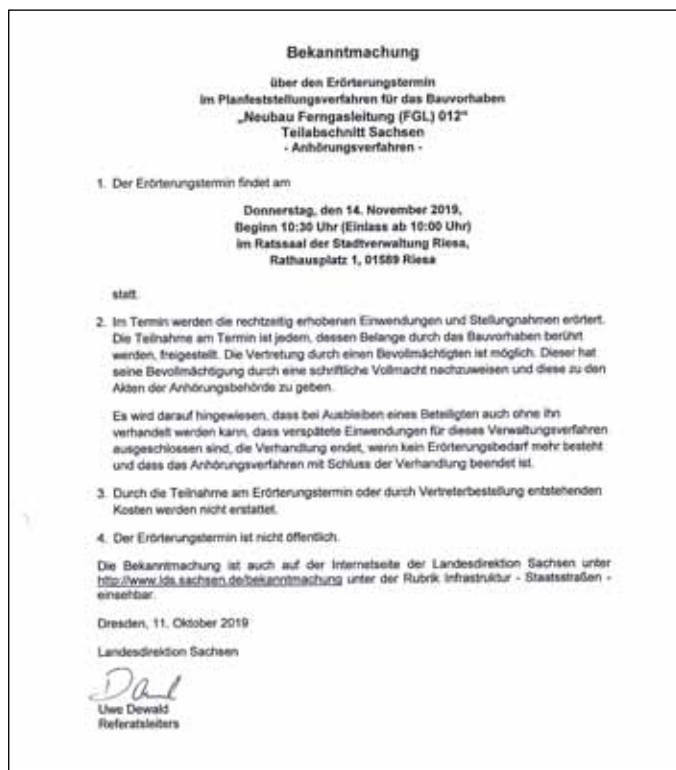 Bekanntmachung
über den Erörterungstermin
im Planfeststellungsverfahren für das Bauvorhaben
„Neubau Ferngasleitung (FGL) 012"
Teilabschnitt Sachsen
- Anhörungsverfahren -
1. Der Erörterungstermin findet am
Donnerstag, den 14. November 2019,
Beginn 10:30 Uhr (Einlass ab 10:00 Uhr)
im Ratssaal der Stadtverwaltung Riesa,
Rathausplatz 1, 01589 Riesa
statt.
2. Im Termin werden die rechtzeitig erhobenen Einwendungen und Stellungnahmen erörtert.
Die Teilnahme am Termin ist jedem, dessen Belange durch das Bauvorhaben berührt
werden, freigestellt. Die Vertretung durch einen Bevollmächtigten ist möglich. Dieser hat
seine Bevollmächtigung durch eine schriftliche Vollmacht nachzuweisen und diese zu den
Akten der Anhörungsbehörde zu geben.
Es wird darauf hingewiesen, dass bei Ausbleiben eines Beteiligten auch ohne ihn
verhandelt werden kann, dass verspätete Einwendungen für dieses Verwaltungsverfahren
ausgeschlossen sind, die Verhandlung endet, wenn kein Erörterungsbedarf mehr besteht
und dass das Anhörungsverfahren mit Schluss der Verhandlung beendet ist.
3. Durch die Teilnahme am Erörterungstermin oder durch Vertreterbestellung entstehenden
Kosten werden nicht erstattet.
4. Der Erörterungstermin ist nicht öffentlich.
Die Bekanntmachung ist auch auf der Internetseite der Landesdirektion Sachsen unter
http://www.lds.sachsen.de/bekanntmachung unter der Rubrik Infrastruktur - Staatsstraßen -
einsehbar.
Dresden, 11. Oktober 2019
Landesdirektion Sachsen
Uwe Dewald
Referatsleiters